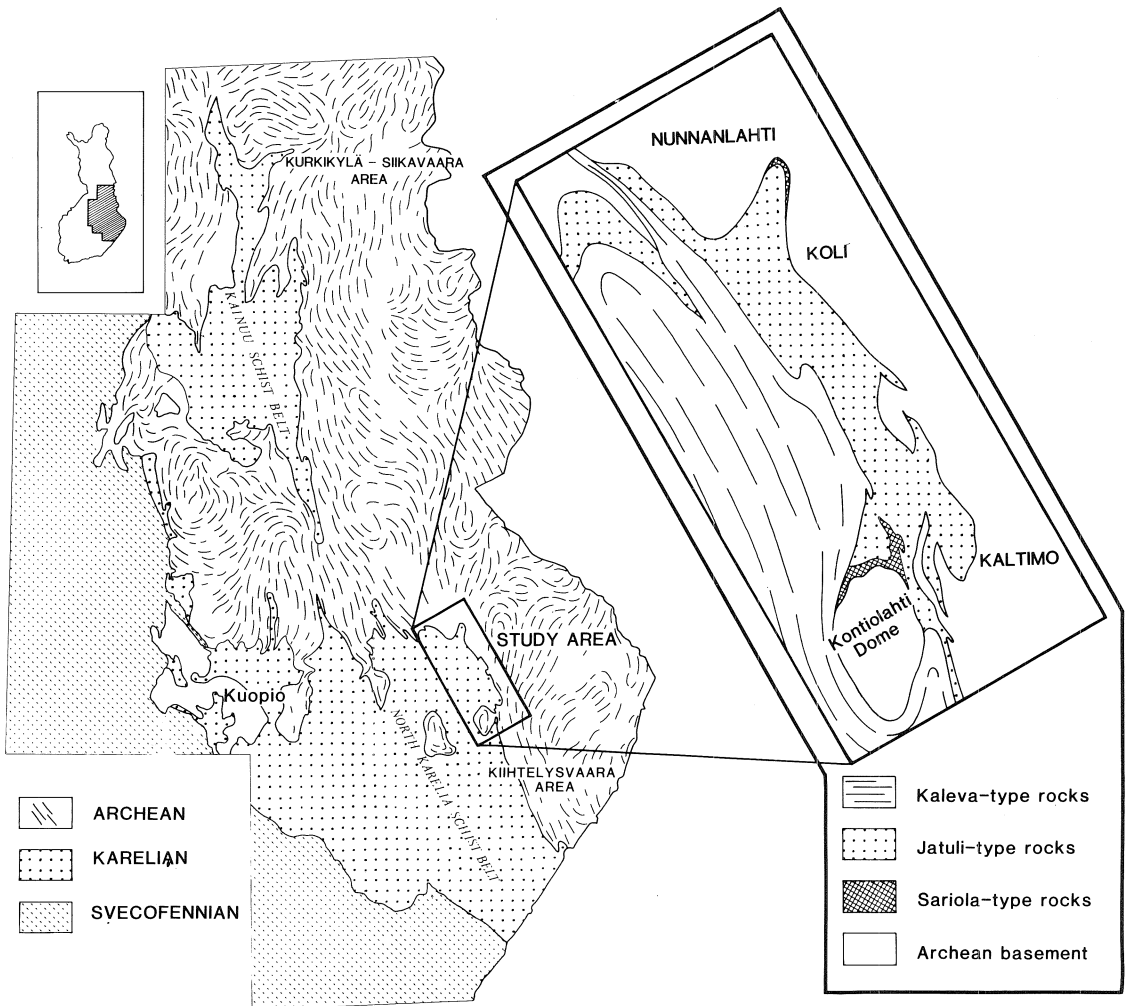 KURKIKYLÄ – SIIKAVAARA
AREA
KAINUU SCHIST BELT
STUDY AREA
Kuopio
NORTH KARELIA SCHIST BELT
KIIHTELYSVAARA
AREA
ARCHEAN
KARELIAN
SVECOFENNIAN
NUNNANLAHTI
KOLI
KALTIMO
Kontiolahti
Dome
Kaleva-type rocks
Jatuli-type rocks
Sariola-type rocks
Archean basement